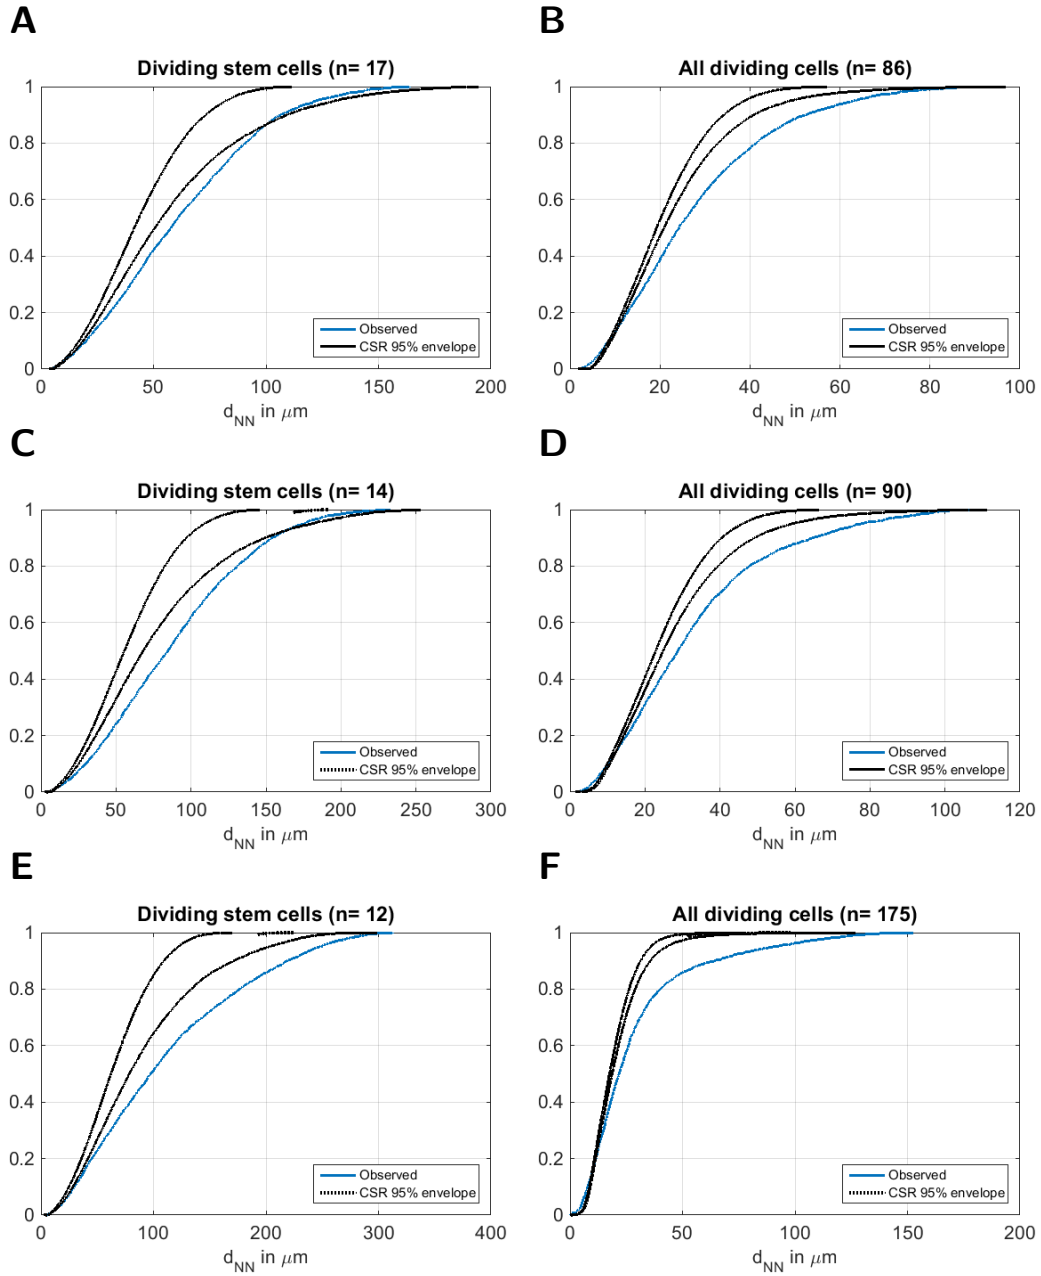 A
Dividing stem cells (n= 17)
1
0.8
0.6
0.4
0.2
0
0 50 100 150 200
d_NN in μm
Observed
CSR 95% envelope
B
All dividing cells (n= 86)
1
0.8
0.6
0.4
0.2
0
0 20 40 60 80 100
d_NN in μm
Observed
CSR 95% envelope
C
Dividing stem cells (n= 14)
1
0.8
0.6
0.4
0.2
0
0 50 100 150 200 250 300
d_NN in μm
Observed
CSR 95% envelope
D
All dividing cells (n= 90)
1
0.8
0.6
0.4
0.2
0
0 20 40 60 80 100 120
d_NN in μm
Observed
CSR 95% envelope
E
Dividing stem cells (n= 12)
1
0.8
0.6
0.4
0.2
0
0 100 200 300 400
d_NN in μm
Observed
CSR 95% envelope
F
All dividing cells (n= 175)
1
0.8
0.6
0.4
0.2
0
0 50 100 150 200
d_NN in μm
Observed
CSR 95% envelope